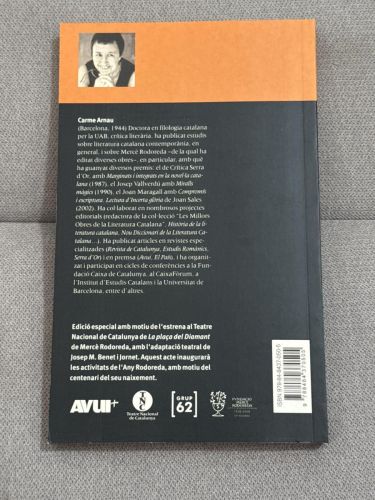 Carme Arnau
(Barcelona, 1944) Doctora en filologia catalana
per la UAB, crítica literària, ha publicat estudis
sobre literatura catalana contemporània, en
general, i sobre Mercè Rodoreda –de la qual ha
editat diverses obres–, en particular, amb què
ha guanyat diversos premis: el de Crítica Serra
d'Or, amb Marginats i integrats en la novel·la cata-
lana (1987), el Josep Vallverdú amb Miralls
màgics (1990), el Joan Maragall amb Compromís
i escriptura. Lectura d'Incerta glòria de Joan Sales
(2002). Ha col·laborat en nombrosos projectes
editorials (redactora de la col·lecció "Les Millors
Obres de la Literatura Catalana", Història de la li-
teratura catalana, Nou Diccionari de la Literatura Ca-
talana...). Ha publicat articles en revistes espe-
cialitzades (Revista de Catalunya, Estudis Romànics,
Serra d'Or) i en premsa (Avui, El País), i ha organitzat
i participat en cicles de conferències a la Fun-
dació Caixa de Catalunya, al CaixaFòrum, a
l'Institut d'Estudis Catalans i la Universitat de
Barcelona, entre d'altres.
Edició especial amb motiu de l'estrena al Teatre
Nacional de Catalunya de La plaça del Diamant
de Mercè Rodoreda, amb l'adaptació teatral de
Josep M. Benet i Jornet. Aquest acte inaugurarà
les activitats de l'Any Rodoreda, amb motiu del
centenari del seu naixement.
AVUI+
Teatre Nacional
de Catalunya
GRUP
62
FUNDACIÓ
MERCÈ
RODOREDA